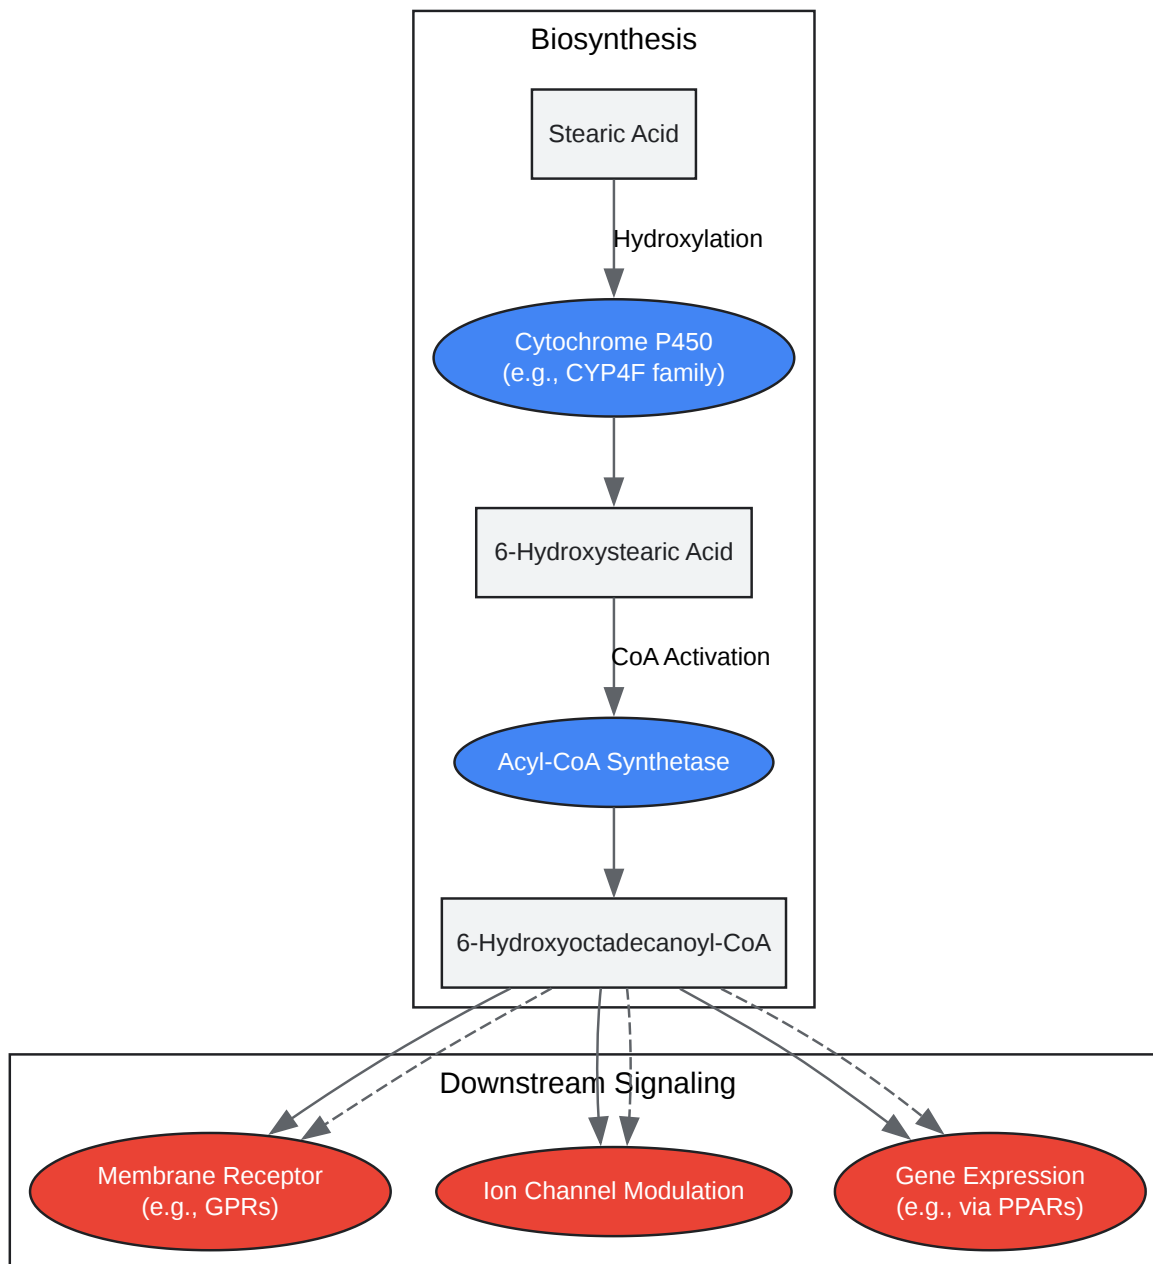 Biosynthesis
Stearic Acid
Hydroxylation
Cytochrome P450
(e.g., CYP4F family)
6-Hydroxystearic Acid
CoA Activation
Acyl-CoA Synthetase
6-Hydroxyoctadecanoyl-CoA
Downstream Signaling
Membrane Receptor
(e.g., GPRs)
Ion Channel Modulation
Gene Expression
(e.g., via PPARs)